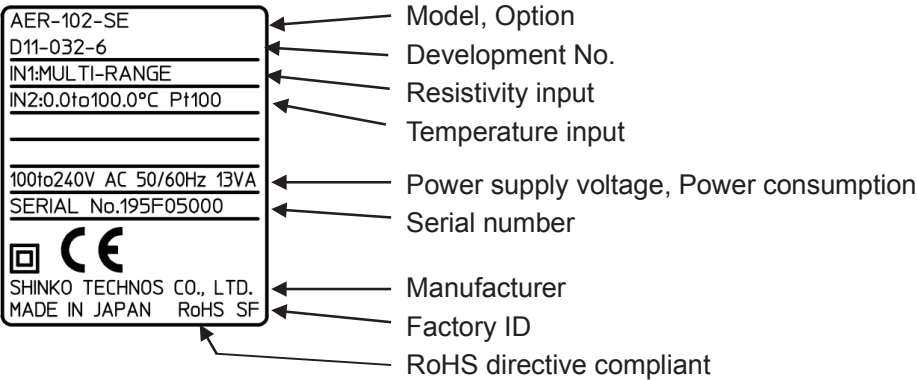 AER-102-SE
D11-032-6
IN1:MULTI-RANGE
IN2:0.0to100.0°C Pt100
100to240V AC 50/60Hz 13VA
SERIAL No.195F05000
CE
SHINKO TECHNOS CO., LTD.
MADE IN JAPAN RoHS SF
Model, Option
Development No.
Resistivity input
Temperature input
Power supply voltage, Power consumption
Serial number
Manufacturer
Factory ID
RoHS directive compliant